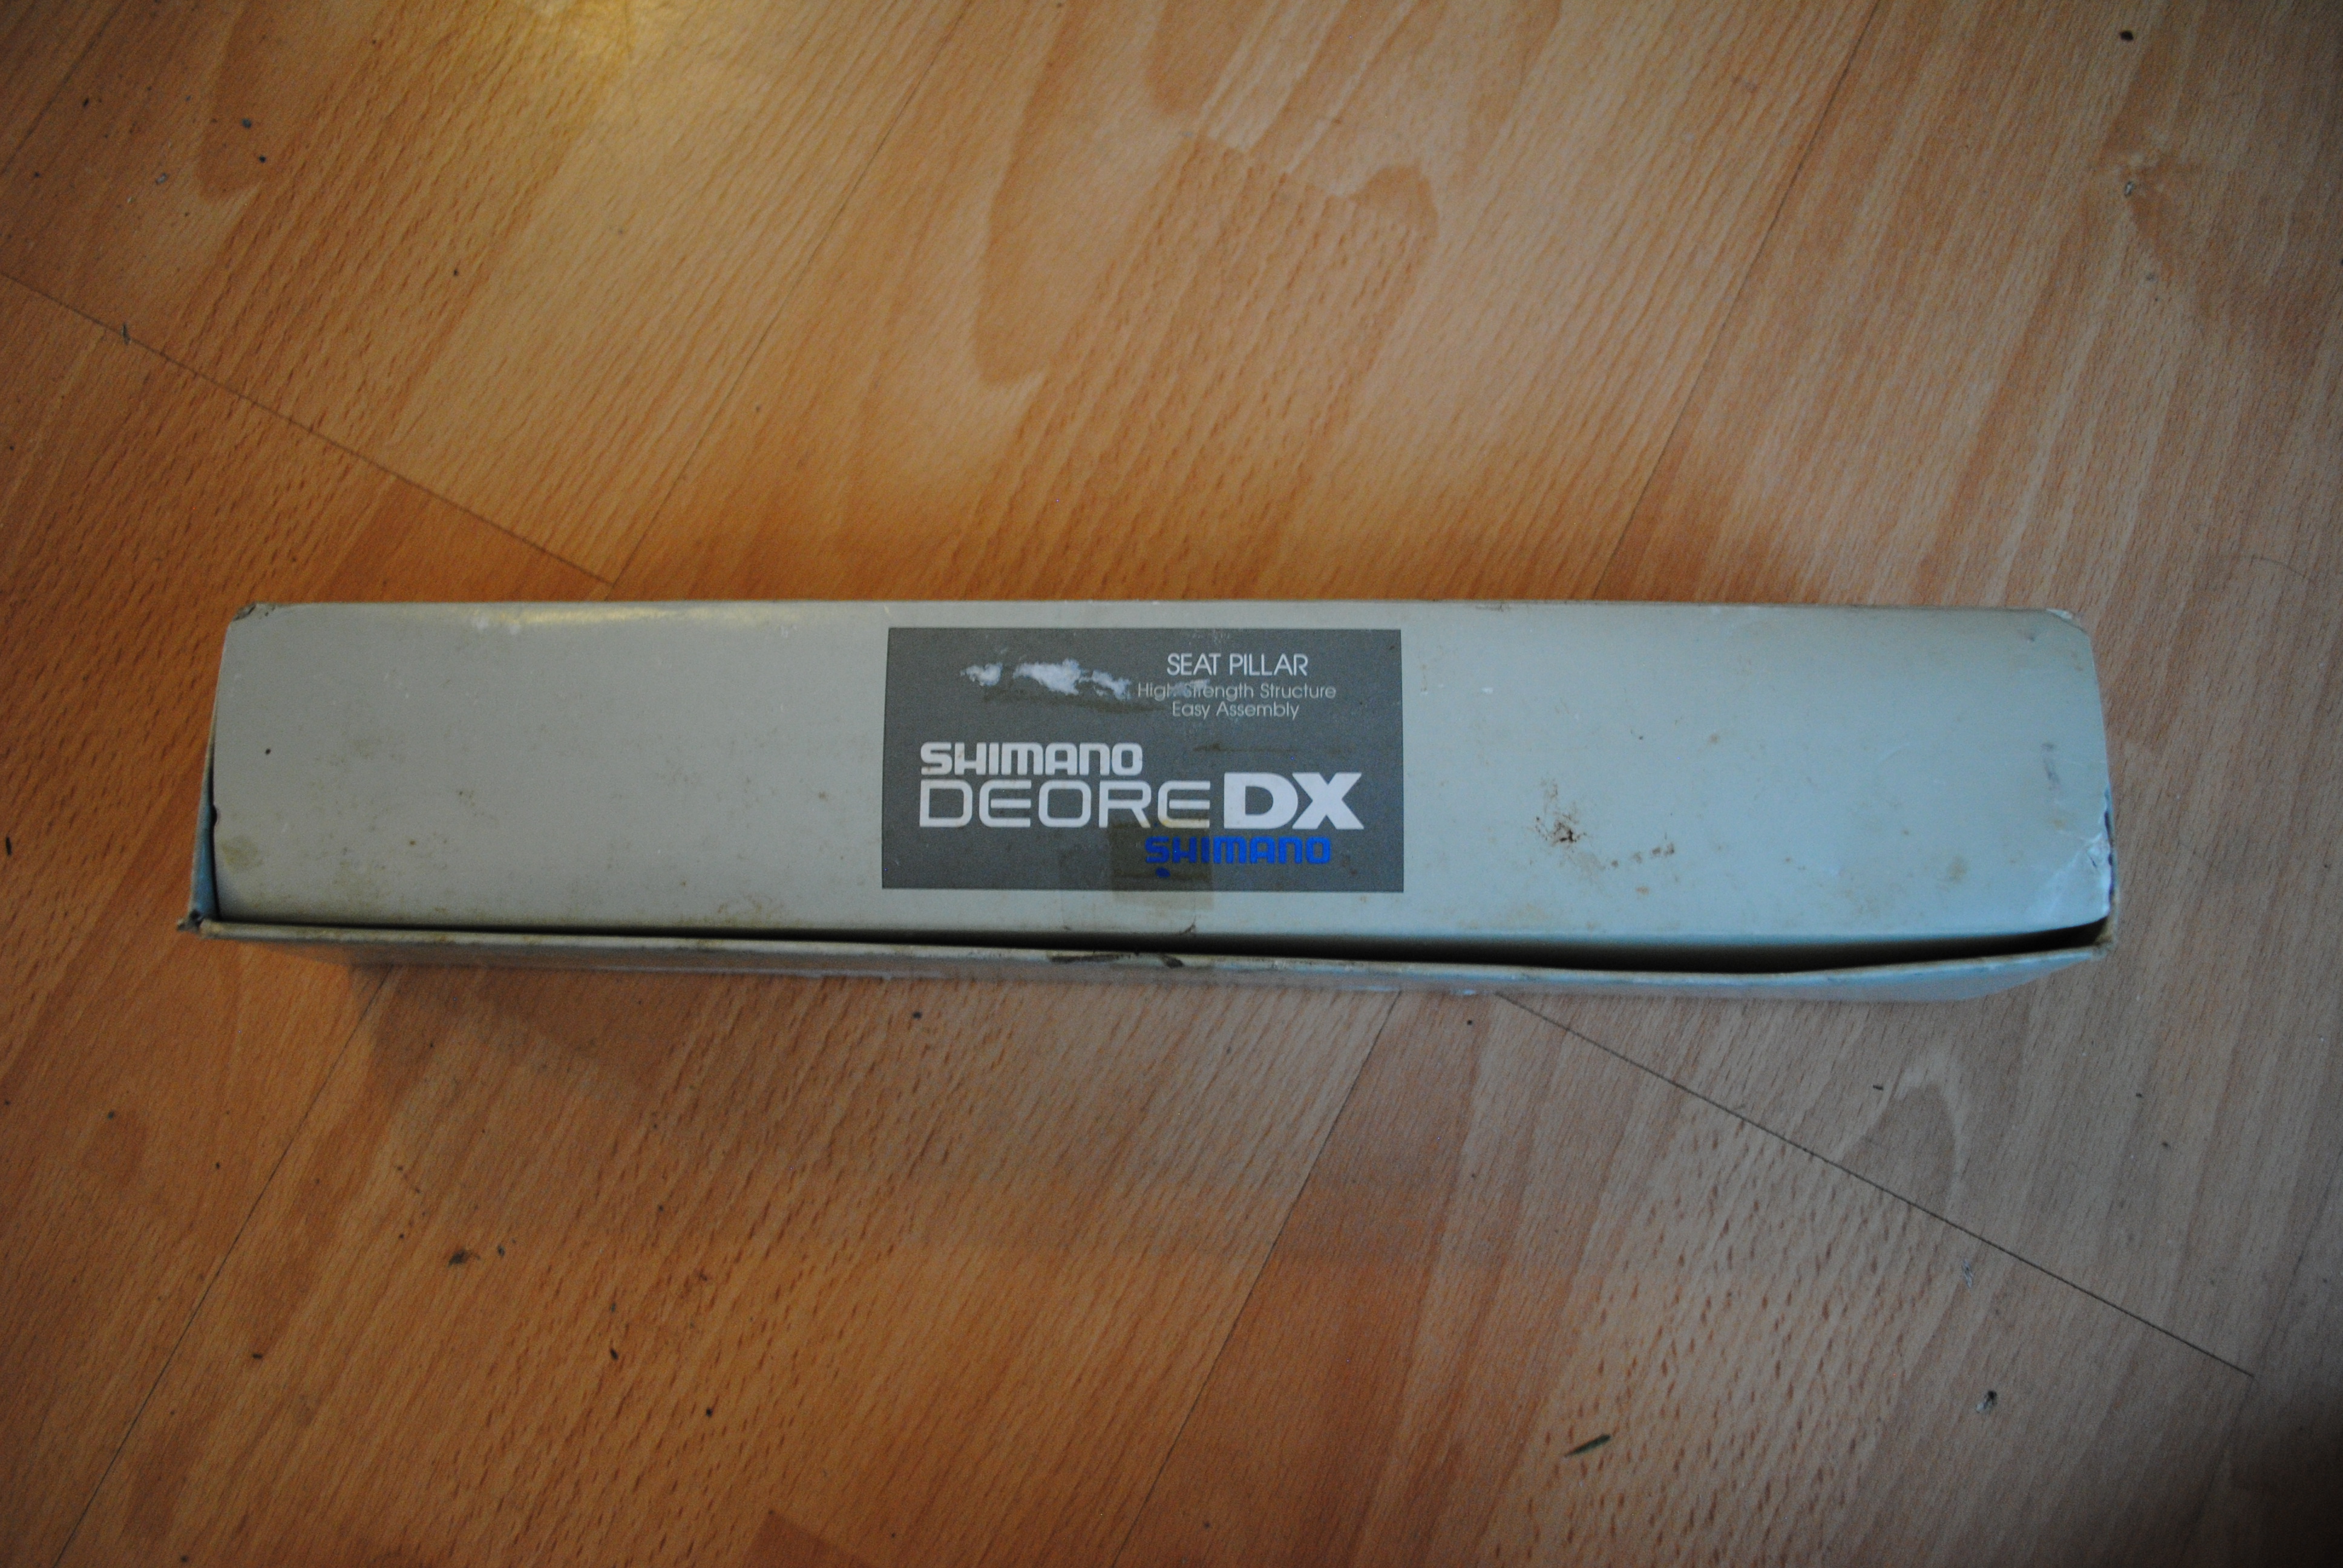 SEAT PILLAR
High Strength Structure
Easy Assembly
SHIMANO
DEORE DX
SHIMANO